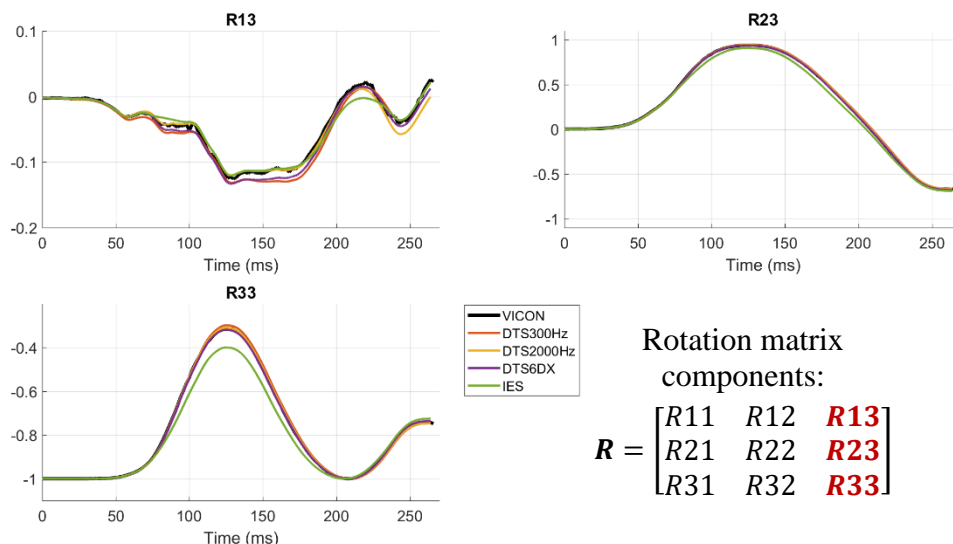 R13
0.1
0
-0.1
-0.2
0 50 100 150 200 250
Time (ms)
R23
1
0.5
0
-0.5
-1
0 50 100 150 200 250
Time (ms)
R33
-0.4
-0.6
-0.8
-1
0 50 100 150 200 250
Time (ms)
VICON
DTS300Hz
DTS2000Hz
DTS6DX
IES
Rotation matrix
components:
R11 R12 R13
R = R21 R22 R23
R31 R32 R33